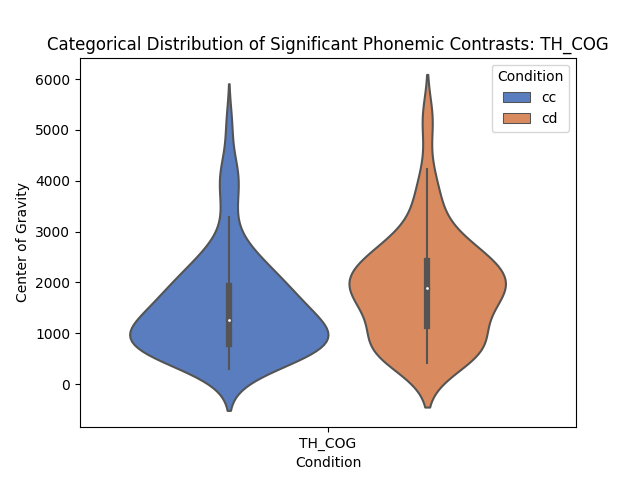 Categorical Distribution of Significant Phonemic Contrasts: TH_COG
Condition
cc
cd
Center of Gravity
6000
5000
4000
3000
2000
1000
0
TH_COG
Condition